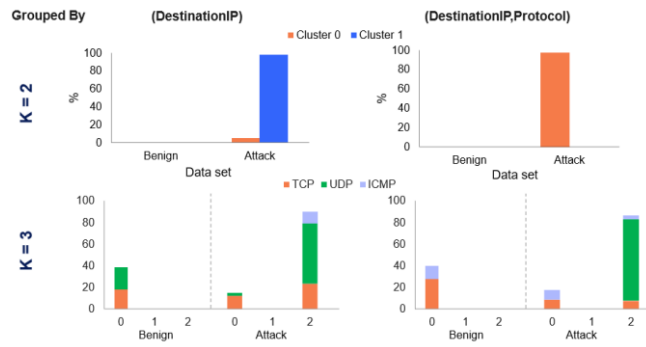 Grouped By (DestinationIP) (DestinationIP,Protocol)
Cluster 0 Cluster 1
K = 2
%
100
80
60
40
20
0
Benign Attack
Data set
%
100
80
60
40
20
0
Benign Attack
Data set
TCP UDP ICMP
K = 3
100
80
60
40
20
0
0 1 2 0 1 2
Benign Attack
100
80
60
40
20
0
0 1 2 0 1 2
Benign Attack